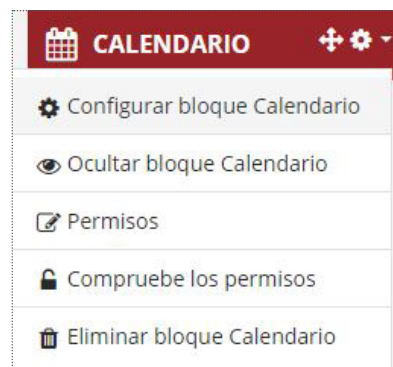 CALENDARIO
Configurar bloque Calendario
Ocultar bloque Calendario
Permisos
Compruebe los permisos
Eliminar bloque Calendario